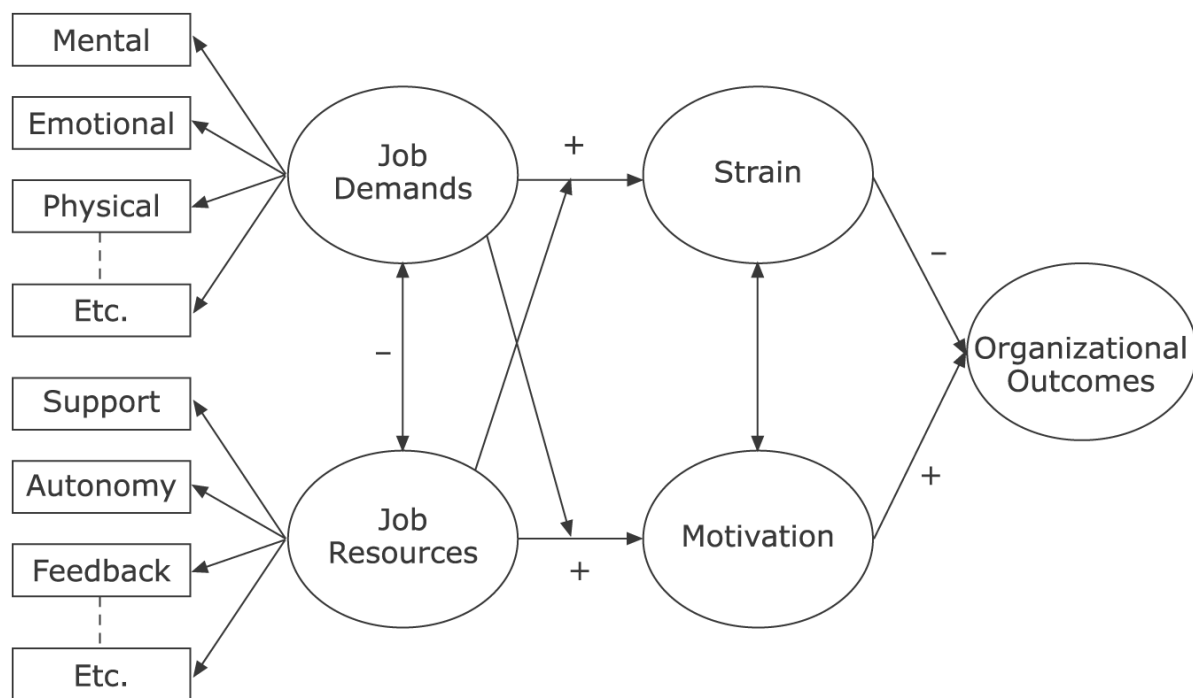 Mental
Emotional
Physical
Etc.
Support
Autonomy
Feedback
Etc.
Job
Demands
–
Job
Resources
+
+
Strain
Motivation
–
+
Organizational
Outcomes